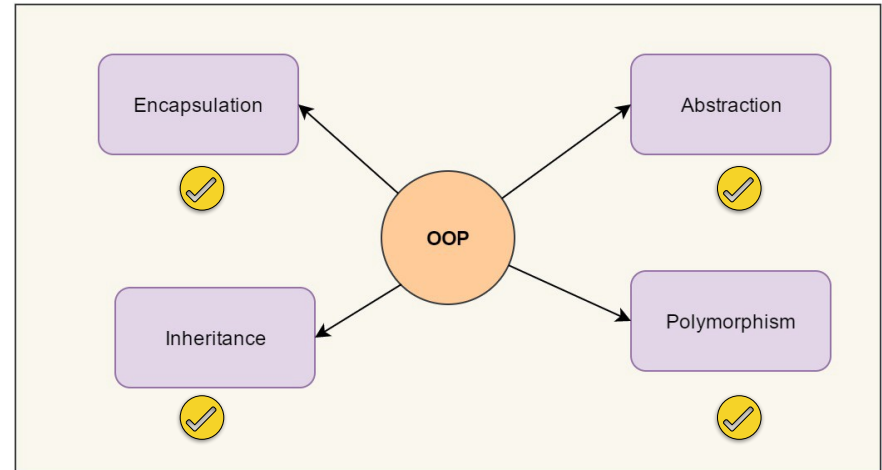 Encapsulation
Abstraction
OOP
Inheritance
Polymorphism